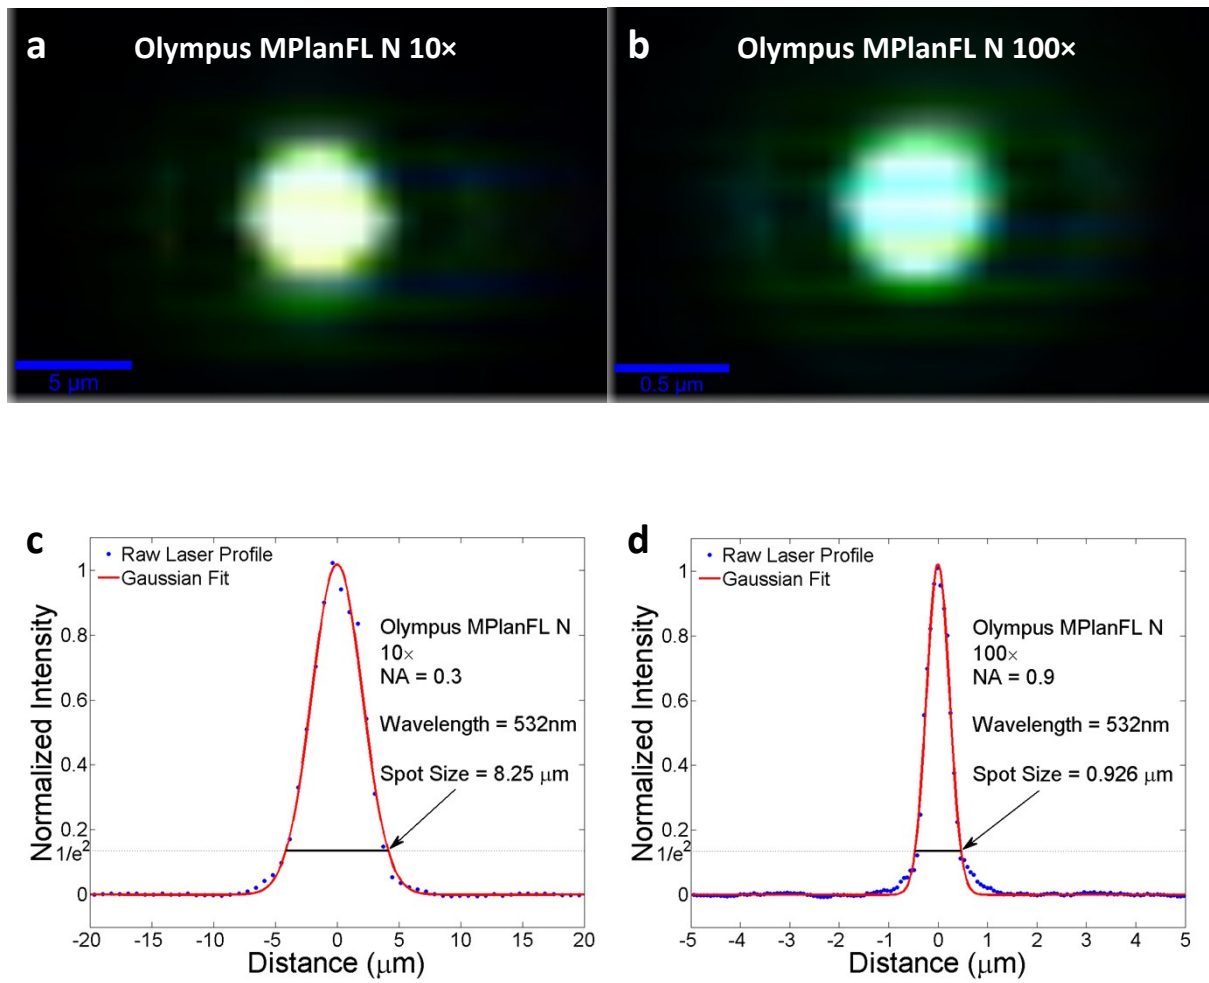 a
Olympus MPlanFL N 10×
5 µm
b
Olympus MPlanFL N 100×
0.5 µm
c
Raw Laser Profile
Gaussian Fit
Olympus MPlanFL N
10×
NA = 0.3
Wavelength = 532nm
Spot Size = 8.25 µm
Normalized Intensity
1
0.8
0.6
0.4
0.2
1/e²
0
-20 -15 -10 -5 0 5 10 15 20
Distance (µm)
d
Raw Laser Profile
Gaussian Fit
Olympus MPlanFL N
100×
NA = 0.9
Wavelength = 532nm
Spot Size = 0.926 µm
Normalized Intensity
1
0.8
0.6
0.4
0.2
1/e²
0
-5 -4 -3 -2 -1 0 1 2 3 4 5
Distance (µm)